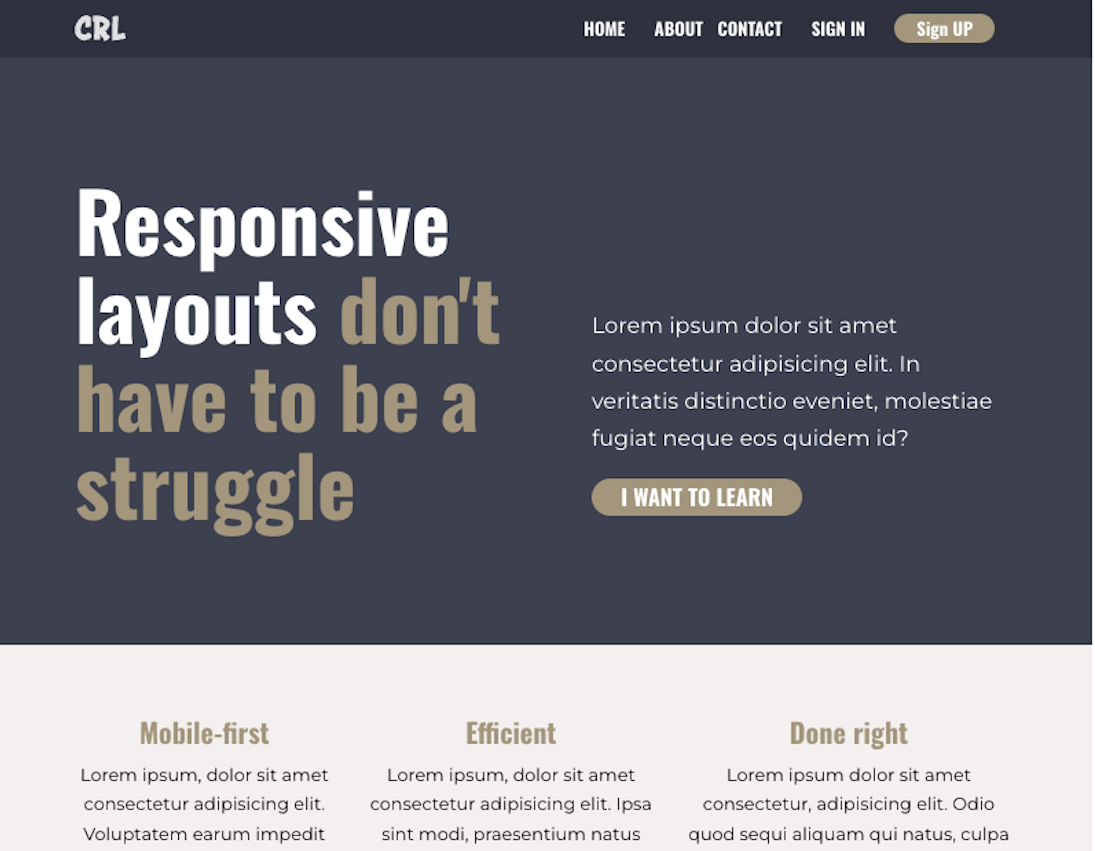 CRL
HOME ABOUT CONTACT SIGN IN Sign UP
Responsive
layouts don't
have to be a
struggle
Lorem ipsum dolor sit amet
consectetur adipisicing elit. In
veritatis distinctio eveniet, molestiae
fugiat neque eos quidem id?
I WANT TO LEARN
Mobile-first
Lorem ipsum, dolor sit amet
consectetur adipisicing elit.
Voluptatem earum impedit
Efficient
Lorem ipsum, dolor sit amet
consectetur adipisicing elit. Ipsa
sint modi, praesentium natus
Done right
Lorem ipsum dolor sit amet
consectetur, adipisicing elit. Odio
quod sequi aliquam qui natus, culpa